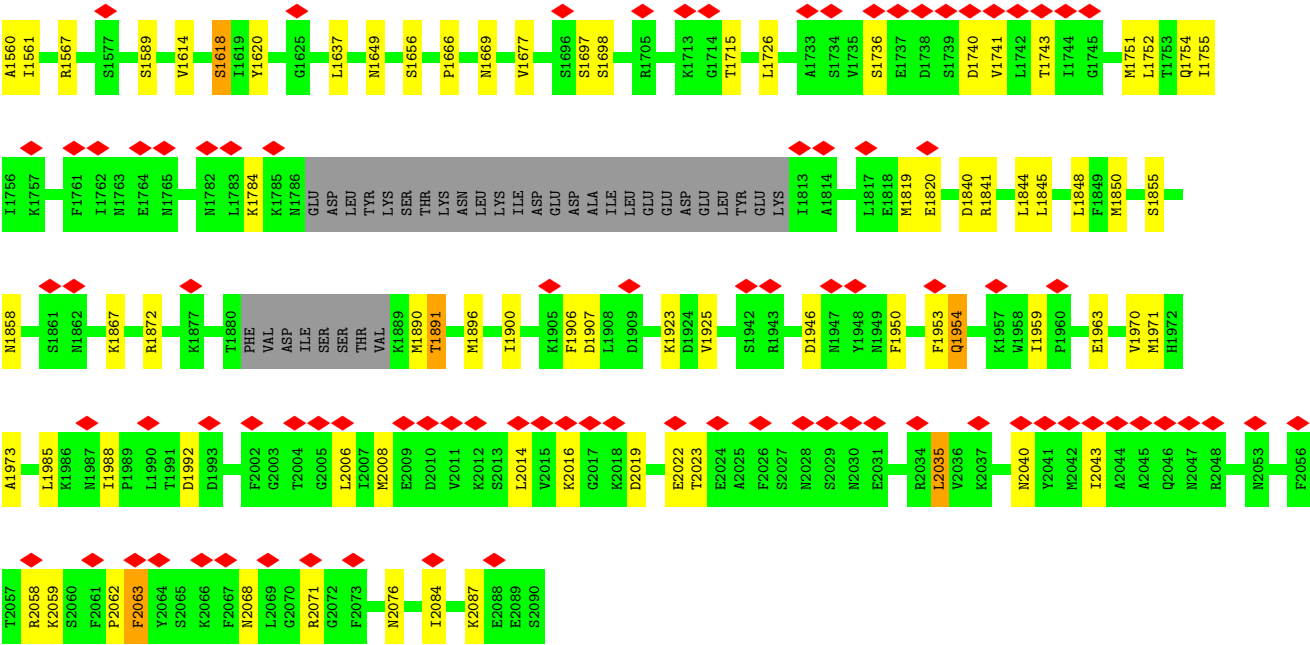 A1560 I1561 R1567 S1577 S1589 V1614 S1618 I1619 Y1620 G1625 L1637 N1649 S1656 P1666 N1669 V1677 S1696 S1697 S1698 R1705 K1713 G1714 T1715 L1726 A1733 S1734 V1735 S1736 E1737 D1738 S1739 D1740 V1741 L1742 T1743 I1744 G1745 M1751 L1752 T1753 Q1754 I1755
I1756 K1757 F1761 I1762 N1763 E1764 N1765 N1782 L1783 K1784 K1785 N1786 GLU ASP LEU TYR LYS SER THR LYS ASN LEU LYS ILE ASP GLU ASP ALA ILE LEU GLU GLU ASP GLU LEU TYR GLU LYS I1813 A1814 L1817 E1818 M1819 E1820 D1840 R1841 L1844 L1845 L1848 F1849 M1850 S1855
N1858 S1861 N1862 K1867 R1872 K1877 T1880 PHE VAL ASP ILE SER SER THR VAL K1889 M1890 T1891 M1896 I1900 K1905 F1906 D1907 L1908 D1909 K1923 D1924 V1925 S1942 R1943 D1946 N1947 Y1948 N1949 F1950 F1953 Q1954 K1957 W1958 I1959 P1960 E1963 V1970 M1971 H1972
A1973 L1985 K1986 N1987 I1988 P1989 L1990 T1991 D1992 D1993 F2002 G2003 T2004 G2005 L2006 I2007 M2008 E2009 D2010 V2011 K2012 S2013 L2014 V2015 K2016 G2017 K2018 D2019 E2022 T2023 E2024 A2025 F2026 S2027 N2028 S2029 N2030 E2031 R2034 L2035 V2036 K2037 N2040 Y2041 M2042 I2043 A2044 A2045 Q2046 N2047 R2048 N2053 F2056
T2057 R2058 K2059 S2060 F2061 P2062 F2063 Y2064 S2065 K2066 F2067 N2068 L2069 G2070 R2071 G2072 F2073 N2076 I2084 K2087 E2088 E2089 S2090